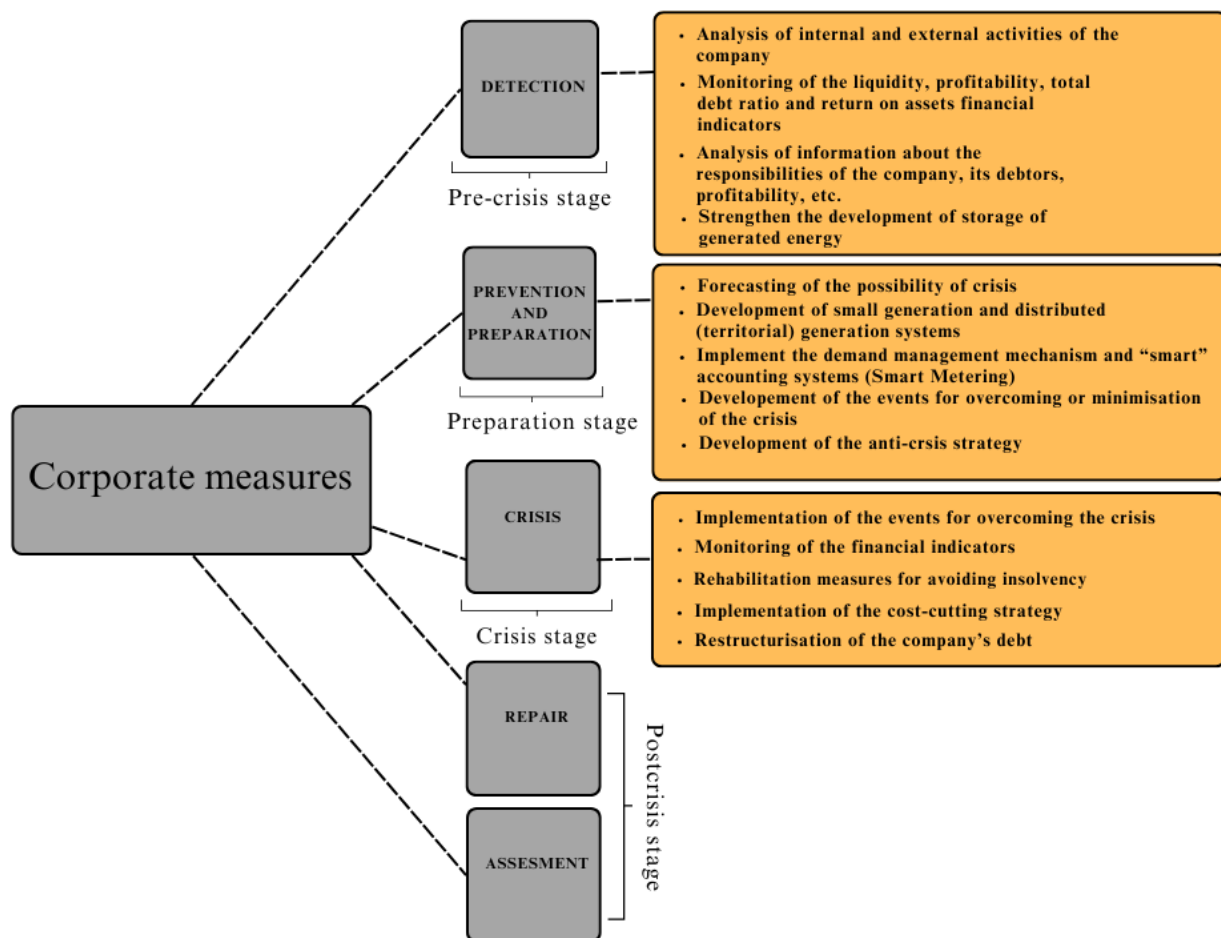 DETECTION
Pre-crisis stage
• Analysis of internal and external activities of the
company
• Monitoring of the liquidity, profitability, total
debt ratio and return on assets financial
indicators
• Analysis of information about the
responsibilities of the company, its debtors,
profitability, etc.
• Strengthen the development of storage of
generated energy
PREVENTION
AND
PREPARATION
Preparation stage
• Forecasting of the possibility of crisis
• Development of small generation and distributed
(territorial) generation systems
• Implement the demand management mechanism and “smart”
accounting systems (Smart Metering)
• Developement of the events for overcoming or minimisation
of the crisis
• Development of the anti-crsis strategy
Corporate measures
CRISIS
Crisis stage
• Implementation of the events for overcoming the crisis
• Monitoring of the financial indicators
• Rehabilitation measures for avoiding insolvency
• Implementation of the cost-cutting strategy
• Restructurisation of the company’s debt
REPAIR
ASSESMENT
Postcrisis stage